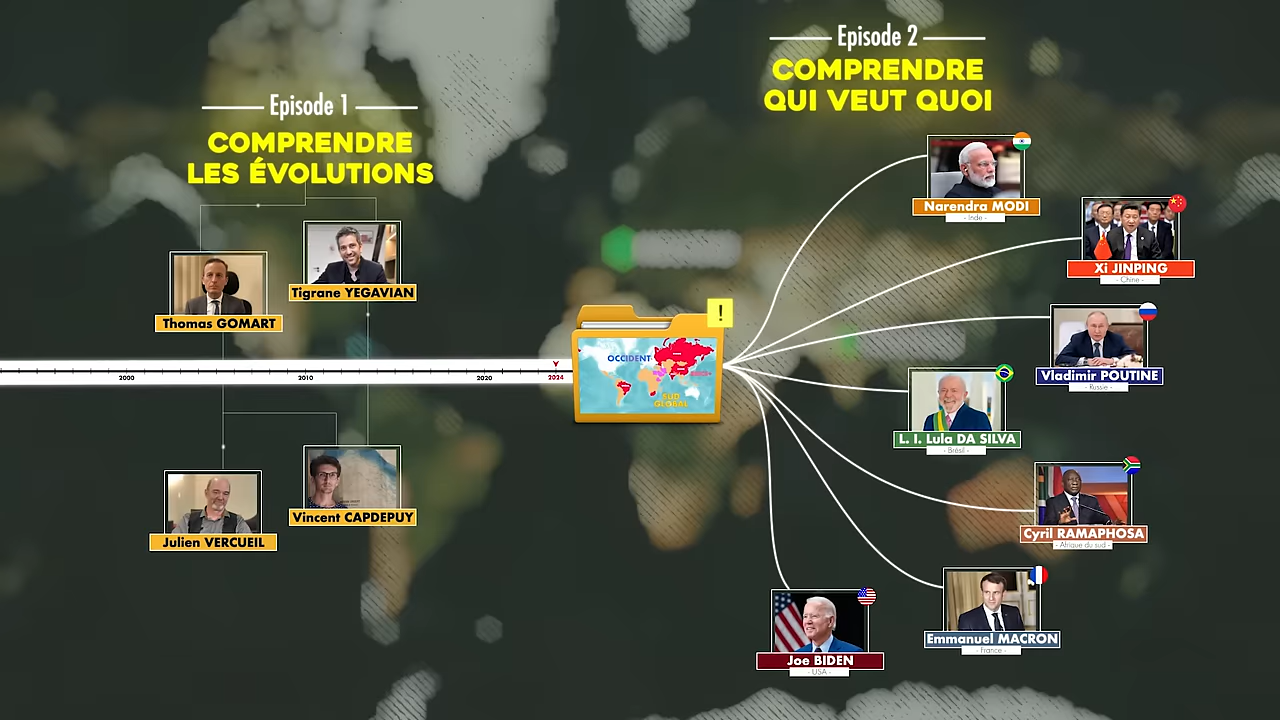 Episode 1
COMPRENDRE
LES ÉVOLUTIONS
Thomas GOMART
Tigrane YEGAVIAN
2000
2010
2020
2024
Julien VERCUEIL
Vincent CAPDEPUY
!
OCCIDENT
SUD
GLOBAL
Episode 2
COMPRENDRE
QUI VEUT QUOI
Narendra MODI
- Inde -
Xi JINPING
- Chine -
Vladimir POUTINE
- Russie -
L. I. Lula DA SILVA
- Brésil -
Cyril RAMAPHOSA
- Afrique du sud -
Emmanuel MACRON
- France -
Joe BIDEN
- USA -